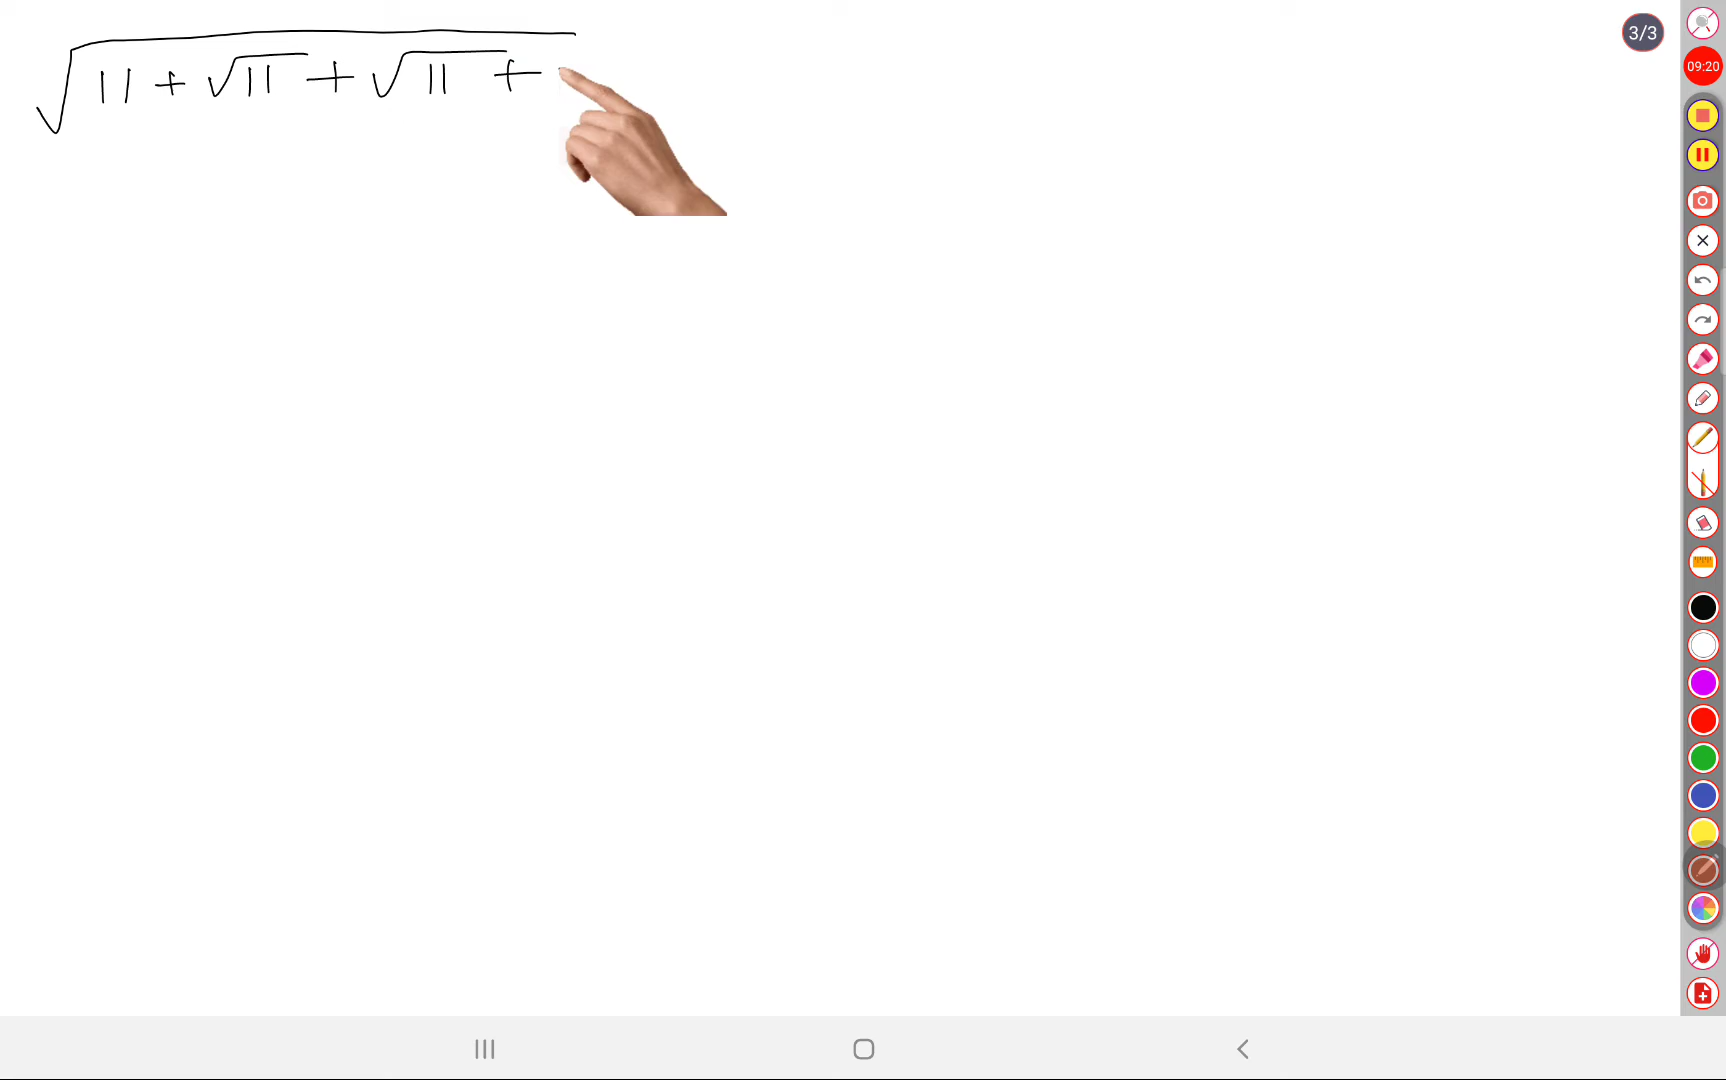 √11 + √11 + √11 +
3/3
09:20